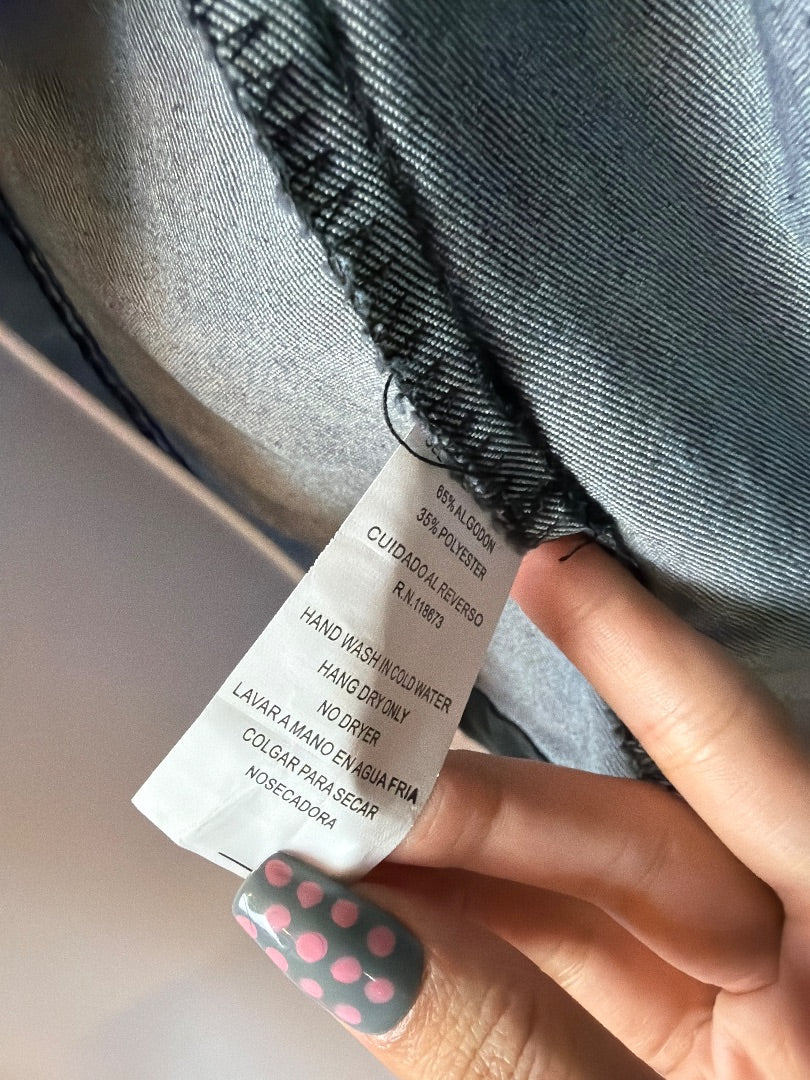 65% ALGODON
35% POLYESTER
CUIDADO AL REVERSO
R.N.118673
HAND WASH IN COLD WATER
HANG DRY ONLY
NO DRYER
LAVAR A MANO EN AGUA FRIA
COLGAR PARA SECAR
NOSECADORA